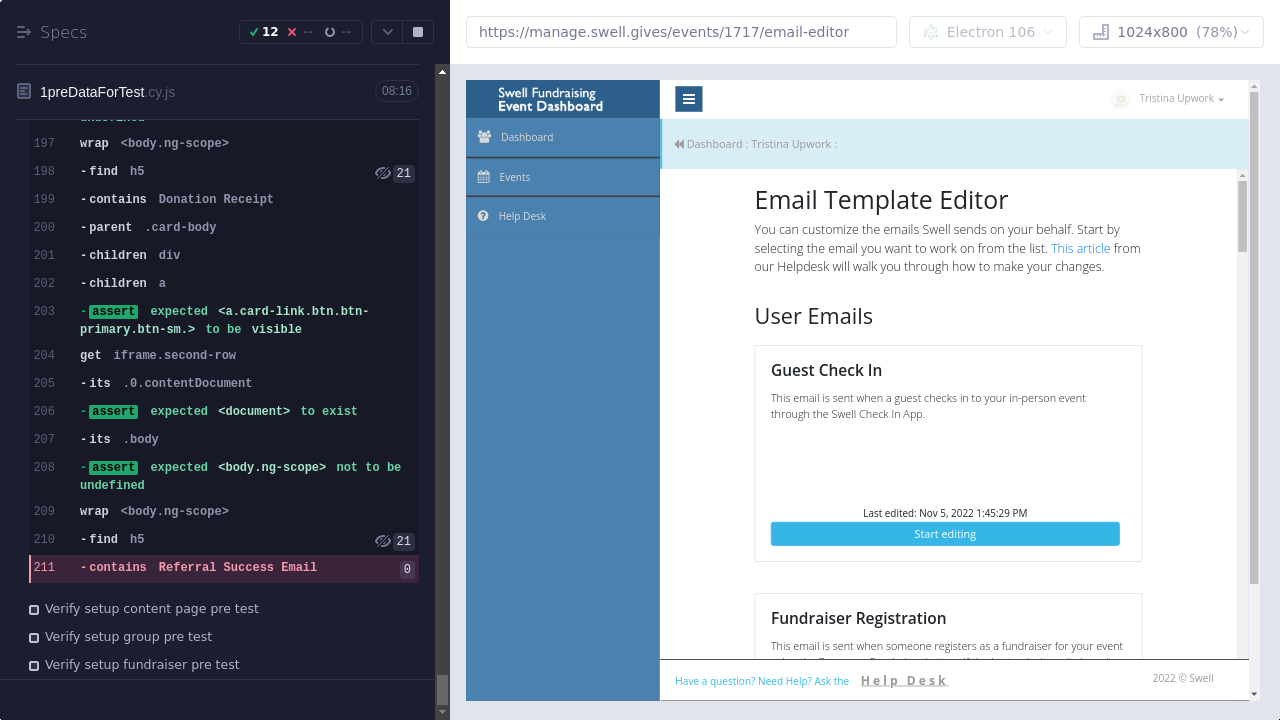 Specs
12
--
--
1preDataForTest.cy.js
08:16
undefined
197 wrap <body.ng-scope>
198 -find h5 21
199 -contains Donation Receipt
200 -parent .card-body
201 -children div
202 -children a
203 -assert expected <a.card-link.btn.btn-
primary.btn-sm.> to be visible
204 get iframe.second-row
205 -its .0.contentDocument
206 -assert expected <document> to exist
207 -its .body
208 -assert expected <body.ng-scope> not to be
undefined
209 wrap <body.ng-scope>
210 -find h5 21
211 -contains Referral Success Email 0
Verify setup content page pre test
Verify setup group pre test
Verify setup fundraiser pre test
https://manage.swell.gives/events/1717/email-editor
Electron 106
1024x800 (78%)
Swell Fundraising
Event Dashboard
Dashboard
Events
Help Desk
Tristina Upwork
Dashboard : Tristina Upwork :
Email Template Editor
You can customize the emails Swell sends on your behalf. Start by
selecting the email you want to work on from the list. This article from
our Helpdesk will walk you through how to make your changes.
User Emails
Guest Check In
This email is sent when a guest checks in to your in-person event
through the Swell Check In App.
Last edited: Nov 5, 2022 1:45:29 PM
Start editing
Fundraiser Registration
This email is sent when someone registers as a fundraiser for your event
Have a question? Need Help? Ask the Help Desk
2022 © Swell